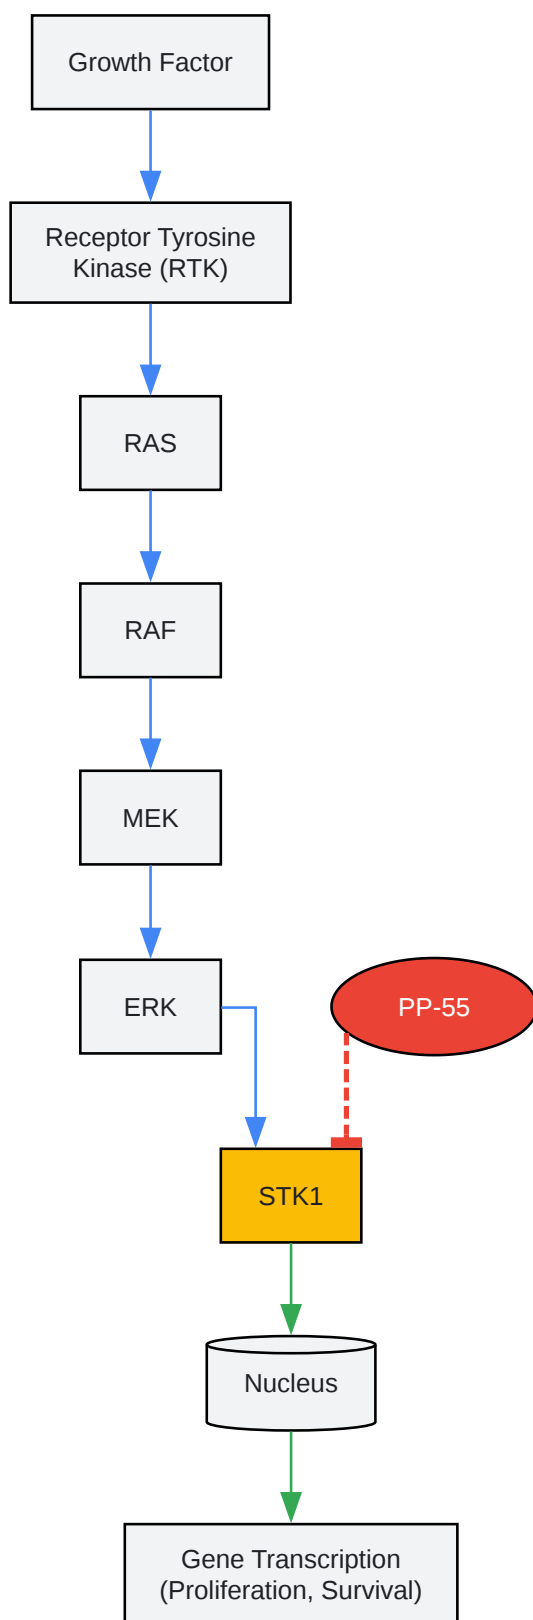 Growth Factor
Receptor Tyrosine
Kinase (RTK)
RAS
RAF
MEK
ERK
PP-55
STK1
Nucleus
Gene Transcription
(Proliferation, Survival)